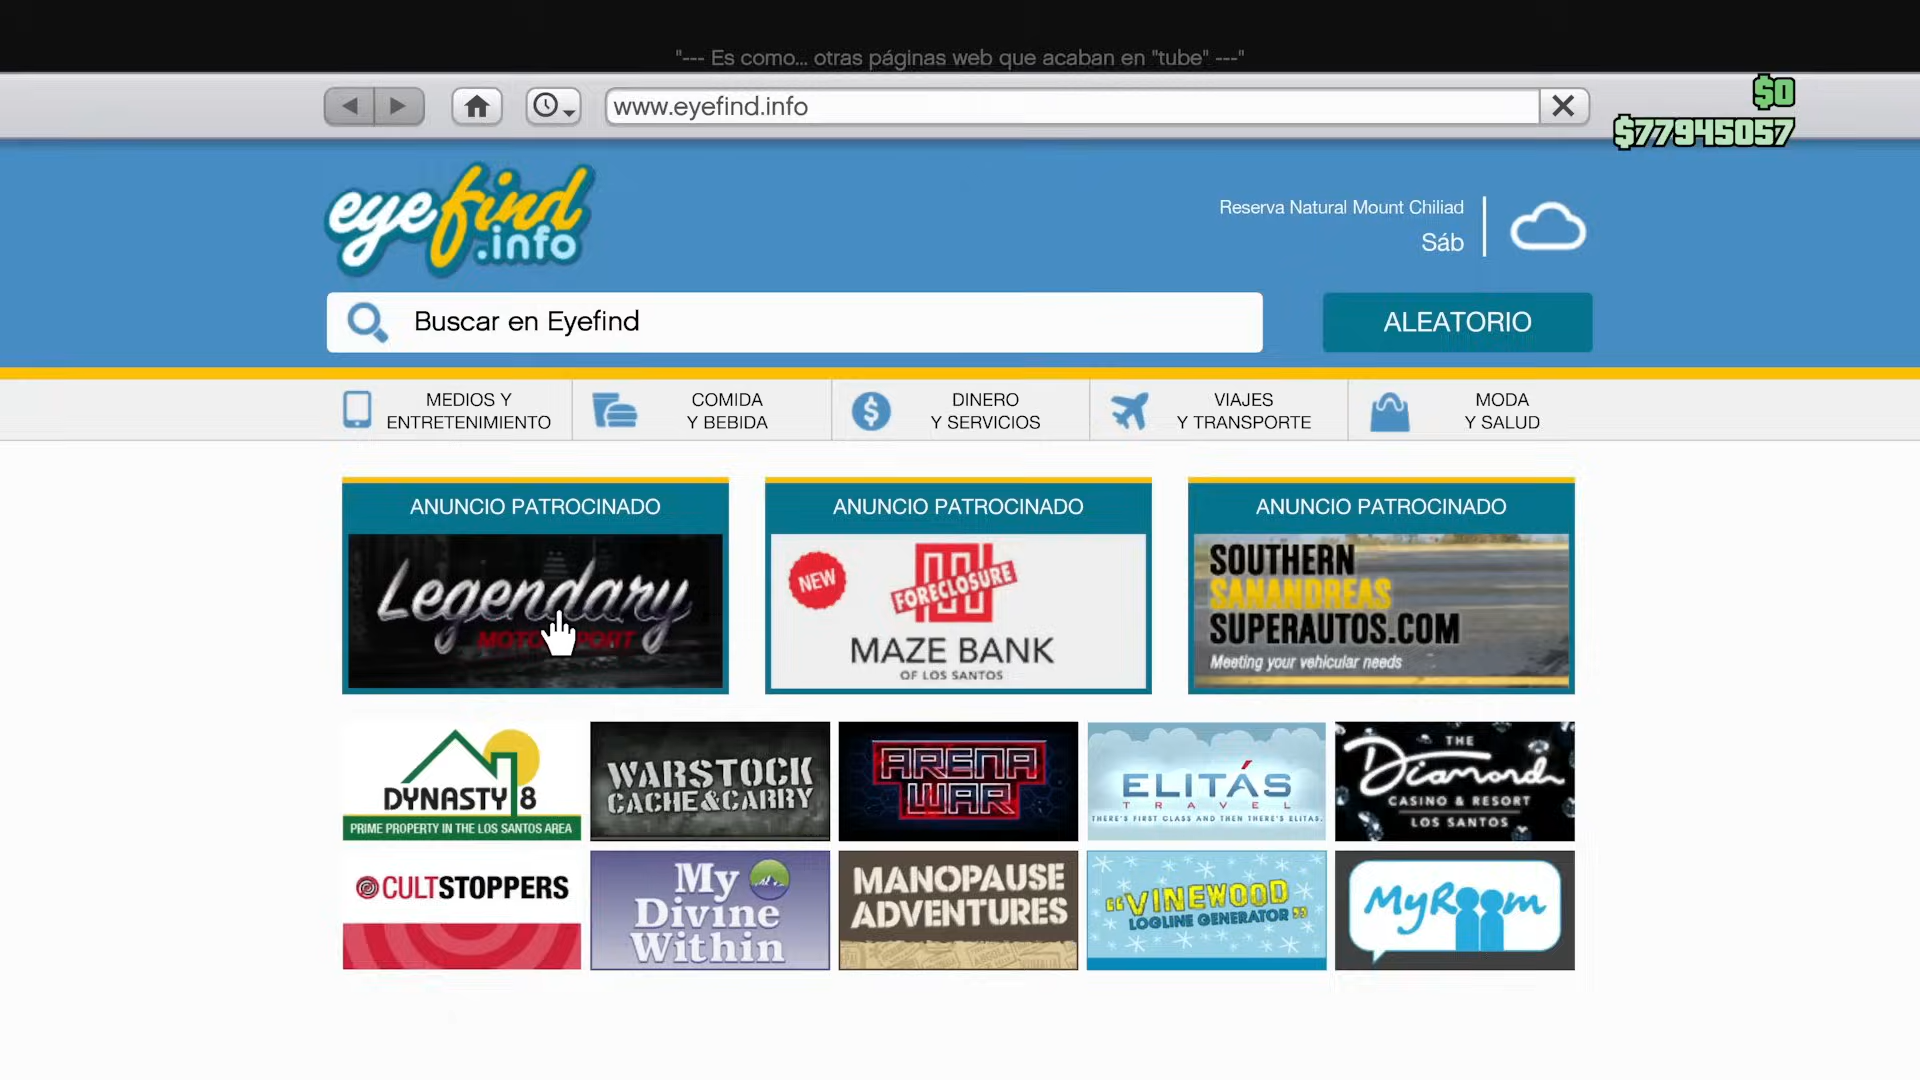 "--- Es como... otras páginas web que acaban en "tube" ---"
www.eyefind.info
$0
$77945057
eyefind
.info
Reserva Natural Mount Chiliad
Sáb
Buscar en Eyefind
ALEATORIO
MEDIOS Y
ENTRETENIMIENTO
COMIDA
Y BEBIDA
DINERO
Y SERVICIOS
VIAJES
Y TRANSPORTE
MODA
Y SALUD
ANUNCIO PATROCINADO
Legendary
MOTORSPORT
ANUNCIO PATROCINADO
NEW
FORECLOSURE
MAZE BANK
OF LOS SANTOS
ANUNCIO PATROCINADO
SOUTHERN
SANANDREAS
SUPERAUTOS.COM
Meeting your vehicular needs
DYNASTY 8
PRIME PROPERTY IN THE LOS SANTOS AREA
WARSTOCK
CACHE&CARRY
ARENA
WAR
ELITÁS
TRAVEL
THERE'S FIRST CLASS AND THEN THERE'S ELITAS.
THE
Diamond
CASINO & RESORT
LOS SANTOS
CULTSTOPPERS
My
Divine
Within
MANOPAUSE
ADVENTURES
"VINEWOOD
LOGLINE GENERATOR"
MyRoom